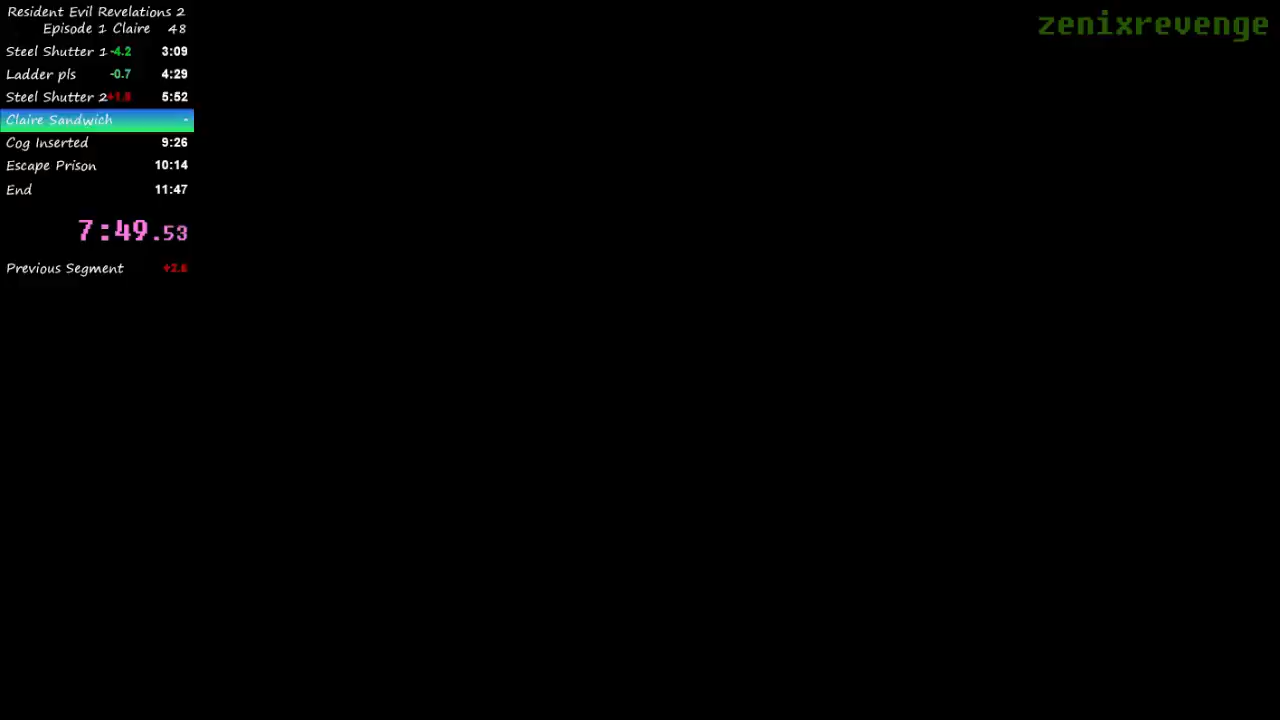 Resident Evil Revelations 2
Episode 1 Claire 48
Steel Shutter 1 -4.2 3:09
Ladder pls -0.7 4:29
Steel Shutter 2 5:52
Claire Sandwich -
Cog Inserted 9:26
Escape Prison 10:14
End 11:47
7:49.53
Previous Segment
zenixrevenge